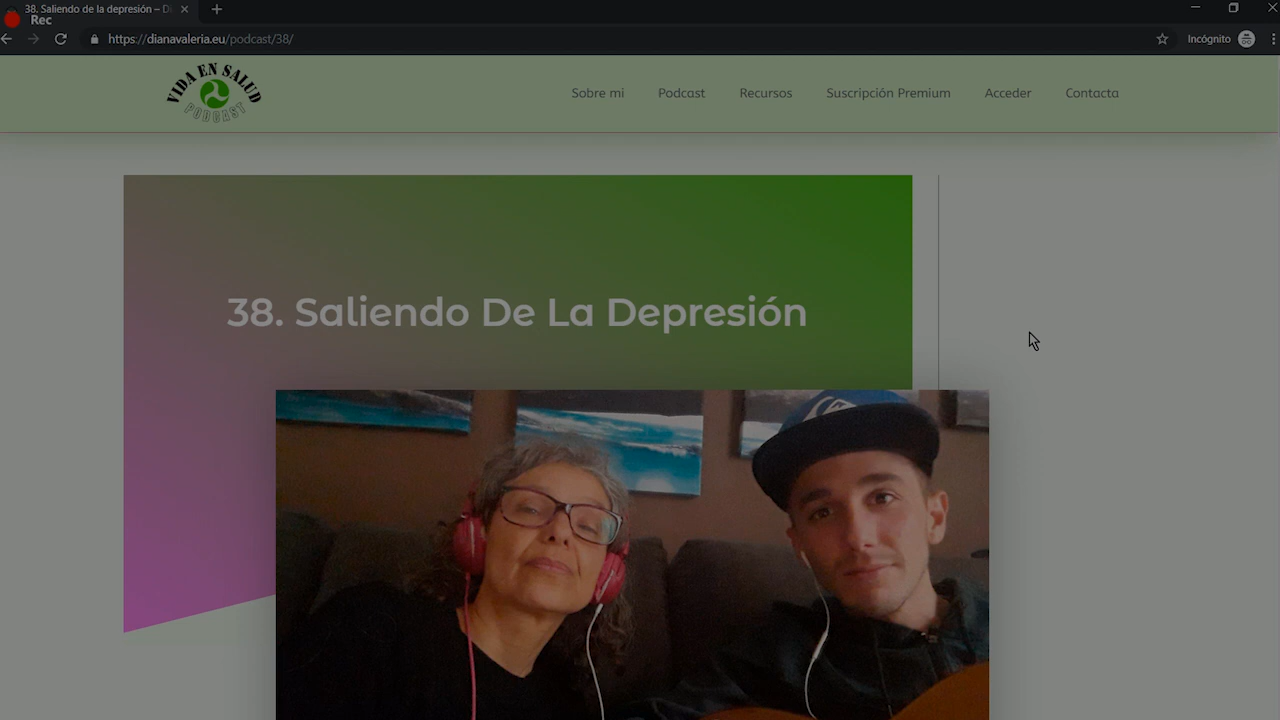 38. Saliendo de la depresión – Di
Rec
https://dianavaleria.eu/podcast/38/
Incógnito
VIDA EN SALUD
PODCAST
Sobre mi
Podcast
Recursos
Suscripción Premium
Acceder
Contacta
38. Saliendo De La Depresión